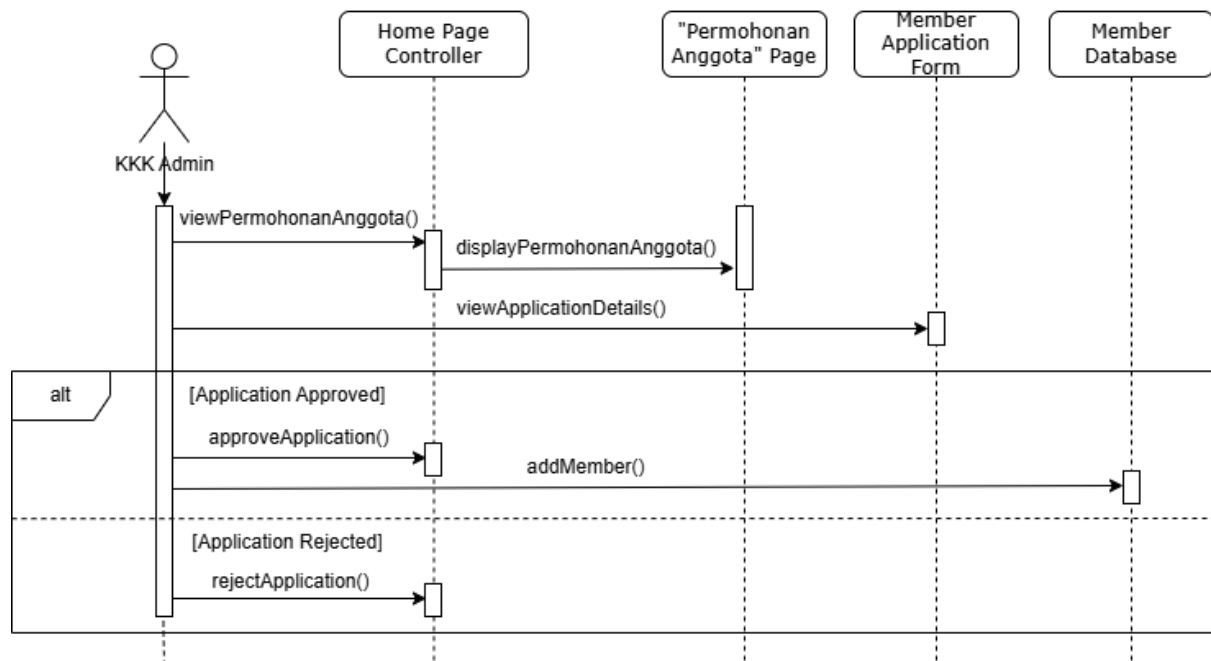 Home Page
Controller
"Permohonan
Anggota" Page
Member
Application
Form
Member
Database
KKK Admin
viewPermohonanAnggota()
displayPermohonanAnggota()
viewApplicationDetails()
alt
[Application Approved]
approveApplication()
addMember()
[Application Rejected]
rejectApplication()